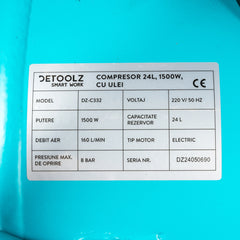 DETOOLZ
SMART WORK
COMPRESOR 24L, 1500W,
CU ULEI
CE
MODEL DZ-C332 VOLTAJ 220 V/ 50 HZ
PUTERE 1500 W CAPACITATE REZERVOR 24 L
DEBIT AER 160 L/MIN TIP MOTOR ELECTRIC
PRESIUNE MAX. DE OPRIRE 8 BAR SERIA NR. DZ24050690